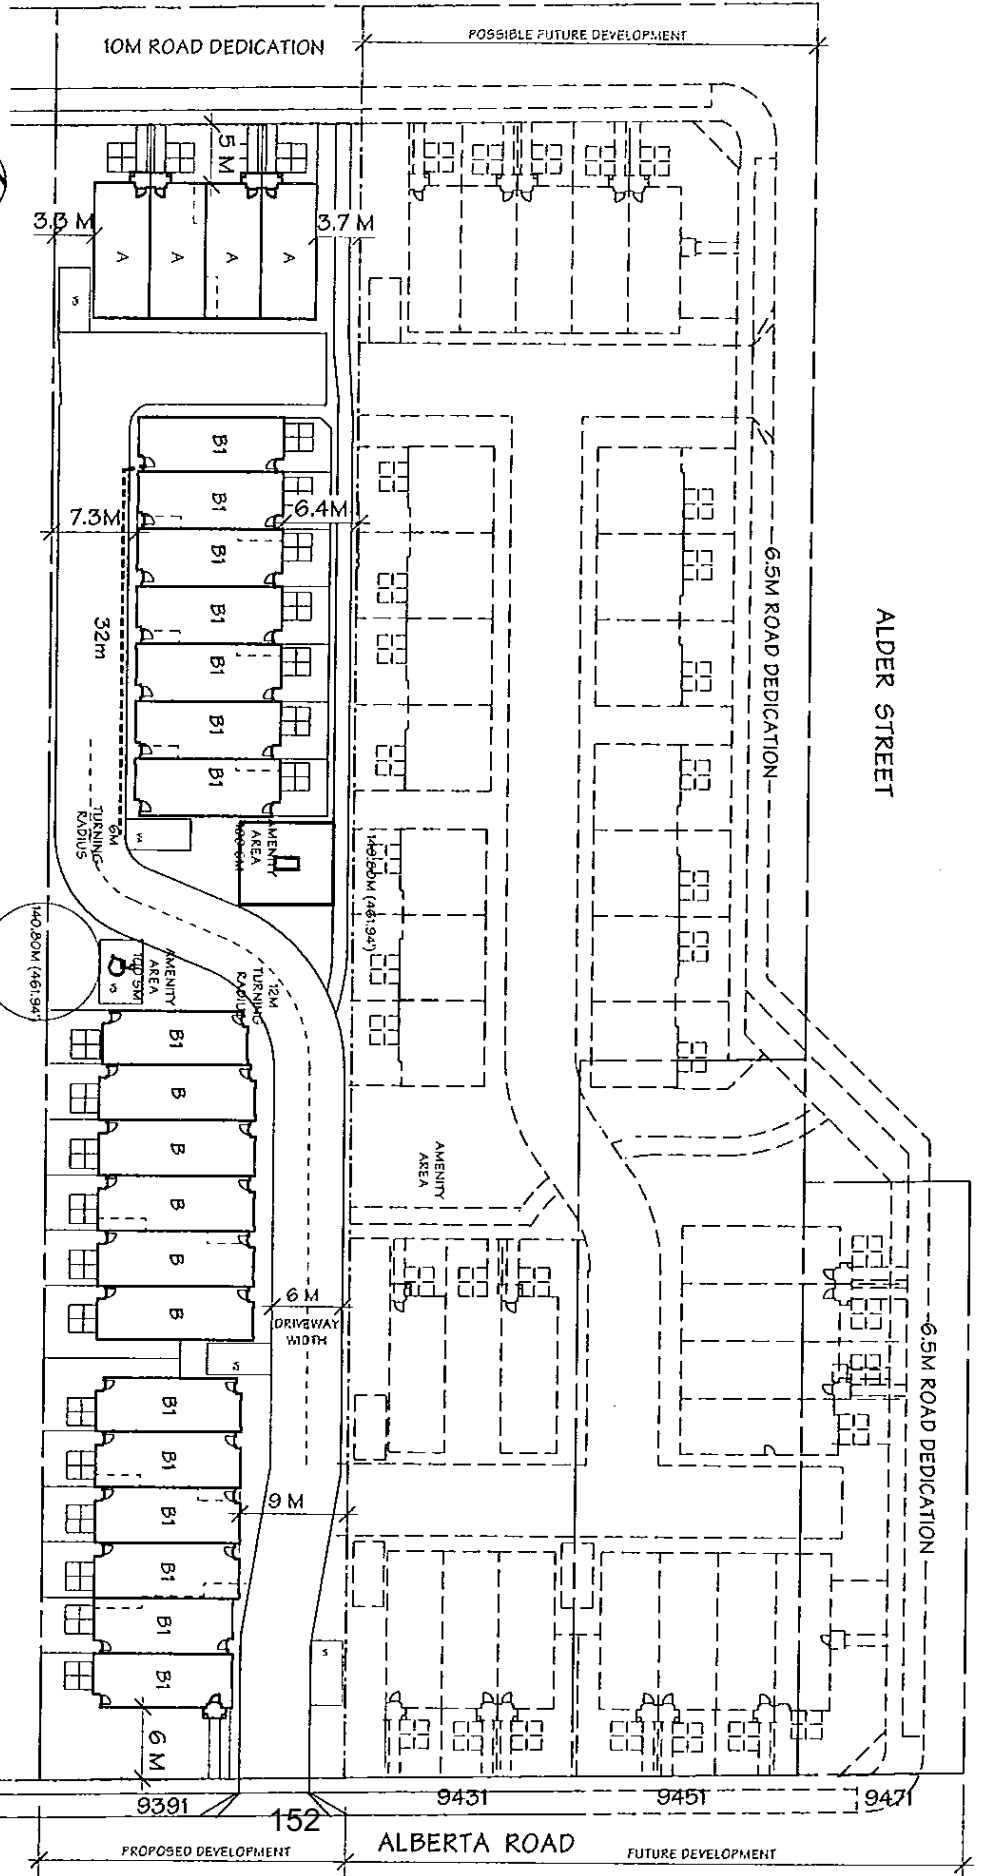 10M ROAD DEDICATION
POSSIBLE FUTURE DEVELOPMENT
5 M
3.3 M
3.7 M
A
A
A
A
S
B1
B1
B1
B1
B1
B1
B1
7.3M
6.4M
32m
6M
TURNING
RADIUS
AMENITY
AREA
140.80M (461.94')
140.80M (461.94')
AMENITY
AREA
12M
TURNING
RADIUS
6.5M ROAD DEDICATION
ALDER STREET
B1
B
B
B
B
B
AMENITY
AREA
6 M
DRIVEWAY
WIDTH
S
B1
B1
B1
B1
B1
B1
9 M
S
6 M
6.5M ROAD DEDICATION
9391
152
9431
9451
9471
ALBERTA ROAD
PROPOSED DEVELOPMENT
FUTURE DEVELOPMENT